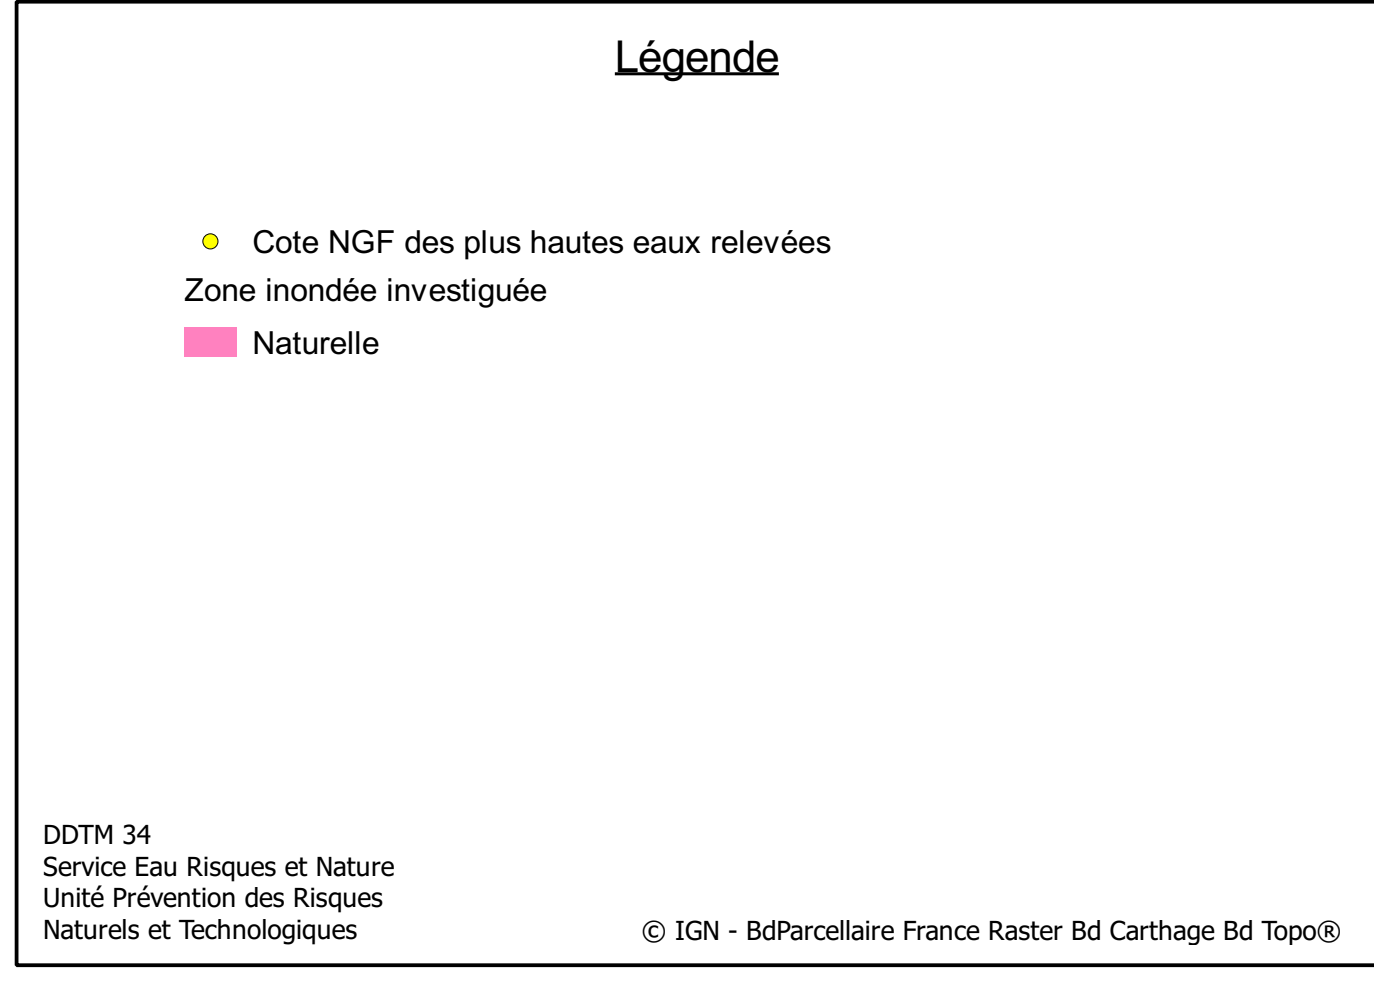 Légende
Cote NGF des plus hautes eaux relevées
Zone inondée investiguée
Naturelle
DDTM 34
Service Eau Risques et Nature
Unité Prévention des Risques
Naturels et Technologiques
© IGN - BdParcellaire France Raster Bd Carthage Bd Topo®